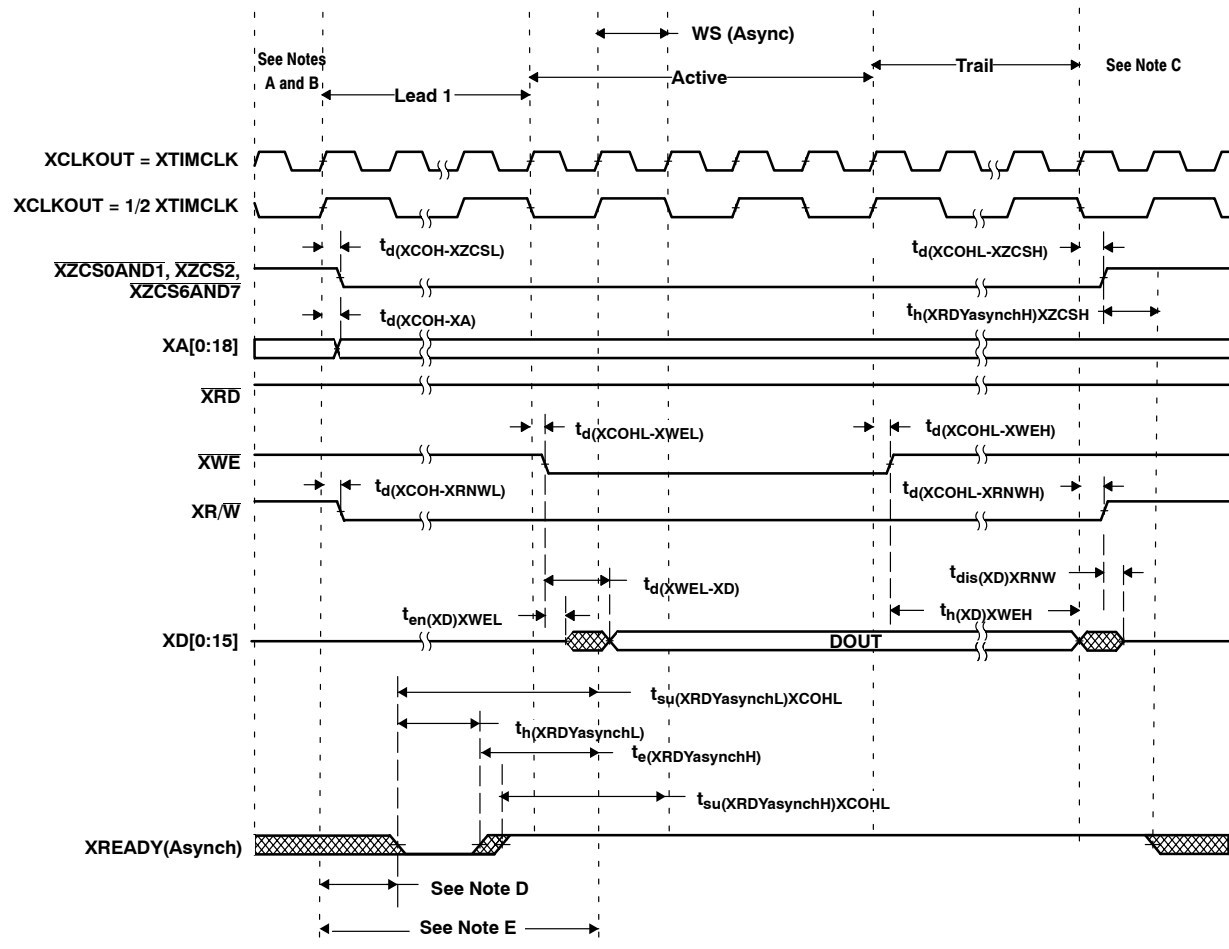 WS (Async)
See Notes
A and B
Lead 1
Active
Trail
See Note C
XCLKOUT = XTIMCLK
XCLKOUT = 1/2 XTIMCLK
td(XCOH-XZCSL)
td(XCOHL-XZCSH)
XZCS0AND1, XZCS2,
XZCS6AND7
th(XRDYasynchH)XZCSH
td(XCOH-XA)
XA[0:18]
XRD
td(XCOHL-XWEL)
td(XCOHL-XWEH)
XWE
td(XCOH-XRNWL)
td(XCOHL-XRNWH)
XR/W
tdis(XD)XRNW
td(XWEL-XD)
ten(XD)XWEL
th(XD)XWEH
XD[0:15]
DOUT
tsu(XRDYasynchL)XCOHL
th(XRDYasynchL)
te(XRDYasynchH)
tsu(XRDYasynchH)XCOHL
XREADY(Asynch)
See Note D
See Note E